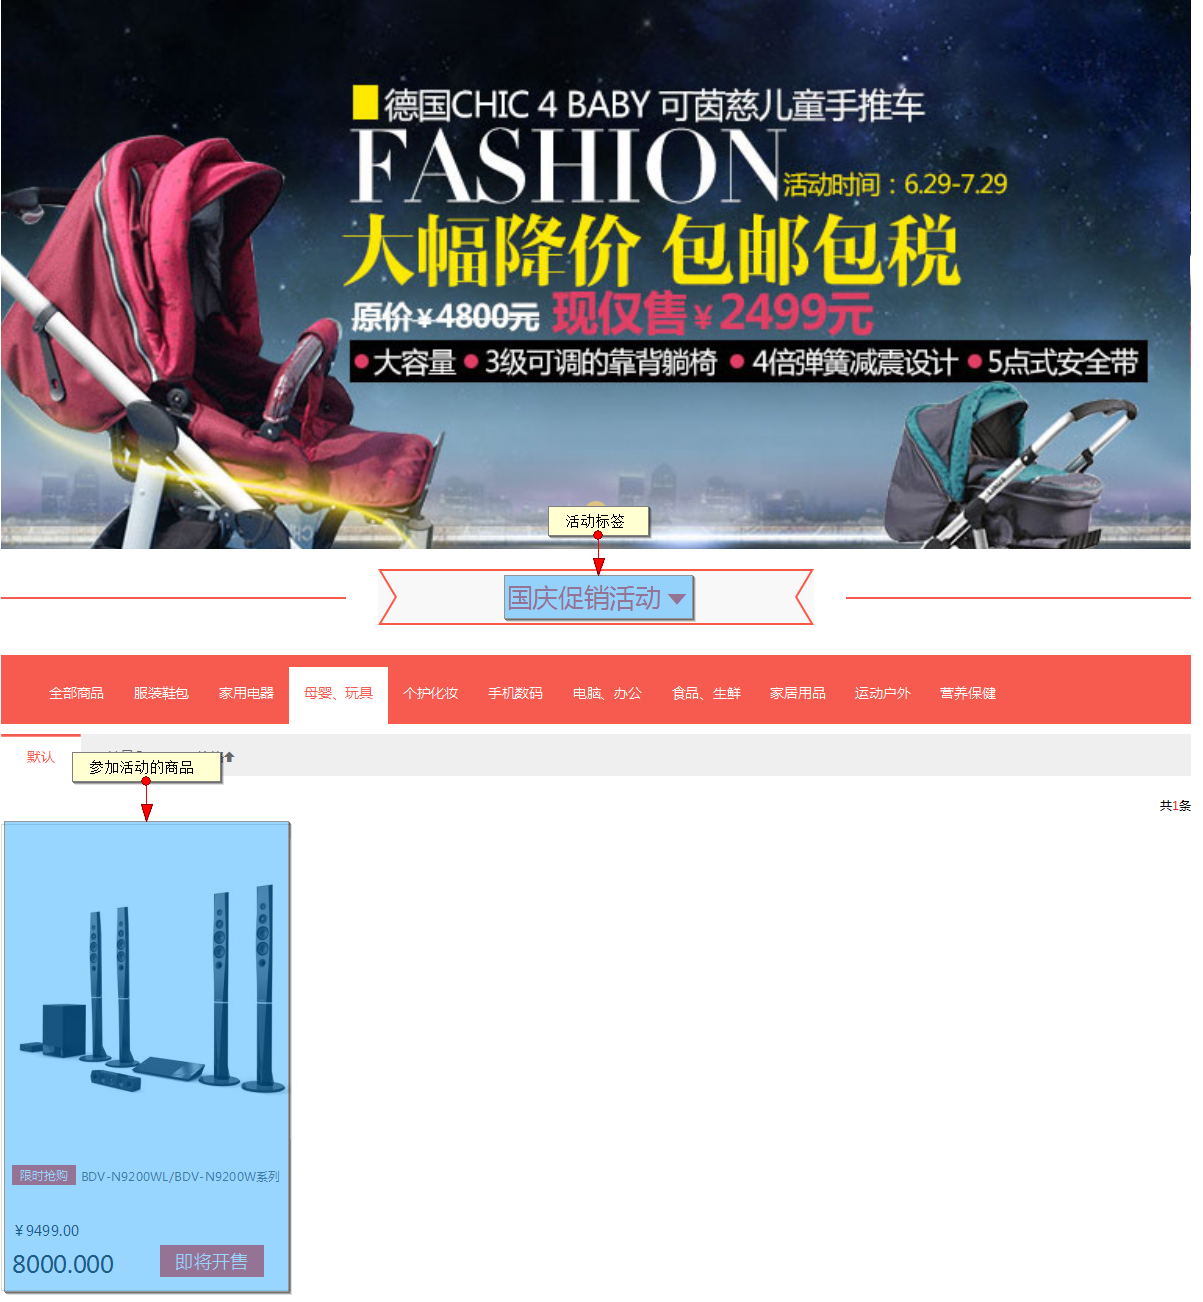 德国CHIC 4 BABY 可茵慈儿童手推车
FASHION
活动时间：6.29-7.29
大幅降价 包邮包税
原价￥4800元 现仅售￥2499元
大容量 3级可调的靠背躺椅 4倍弹簧减震设计 5点式安全带
活动标签
国庆促销活动
全部商品 服装鞋包 家用电器 母婴、玩具 个护化妆 手机数码 电脑、办公 食品、生鲜 家居用品 运动户外 营养保健
默认
参加活动的商品
共1条
限时抢购 BDV-N9200WL/BDV-N9200W系列
￥9499.00
8000.000 即将开售